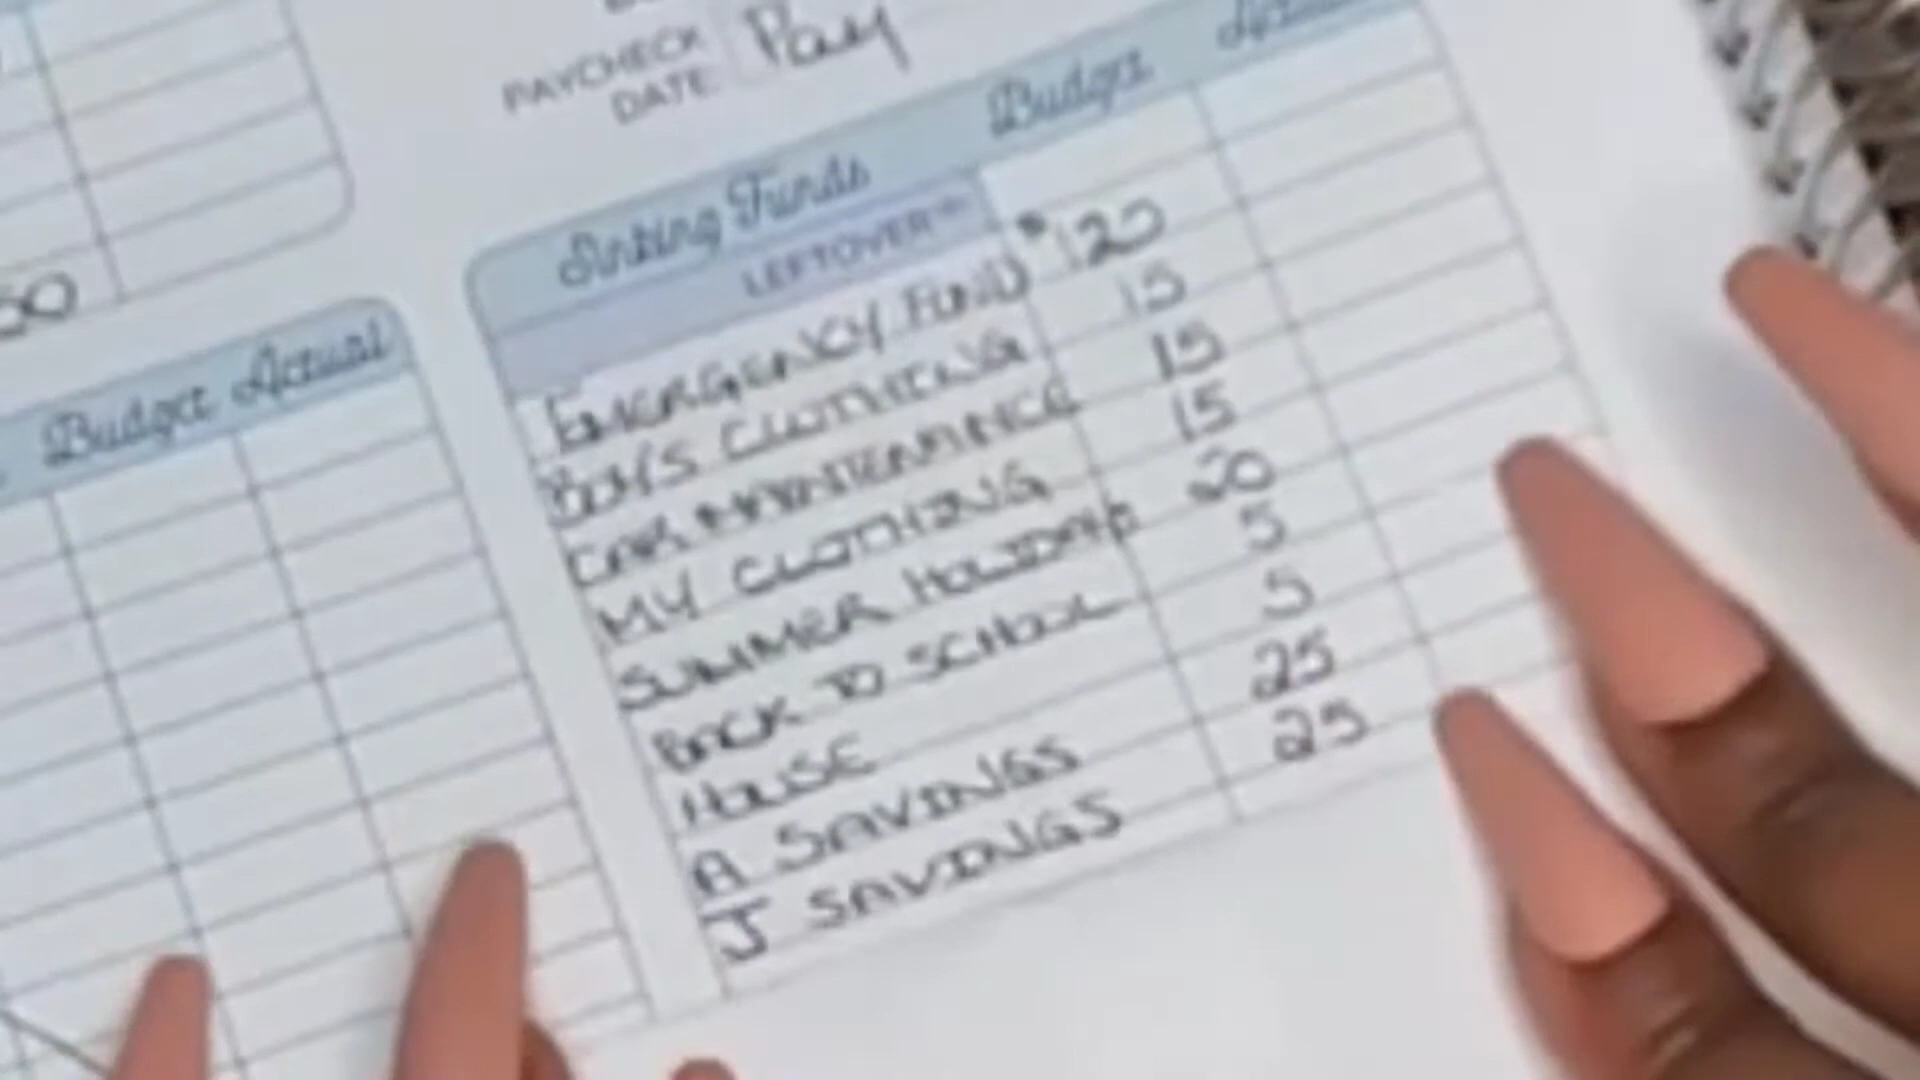 PAYCHECK DATE: Pay
Budget Actual
Sinking Funds Budget
LEFTOVER
EMERGENCY FUND $120
BOYS CLOTHING 15
CAR MAINTENANCE 15
MY CLOTHING 15
SUMMER HOLIDAYS 20
BACK TO SCHOOL 5
HOUSE 5
A SAVINGS 25
J SAVINGS 25